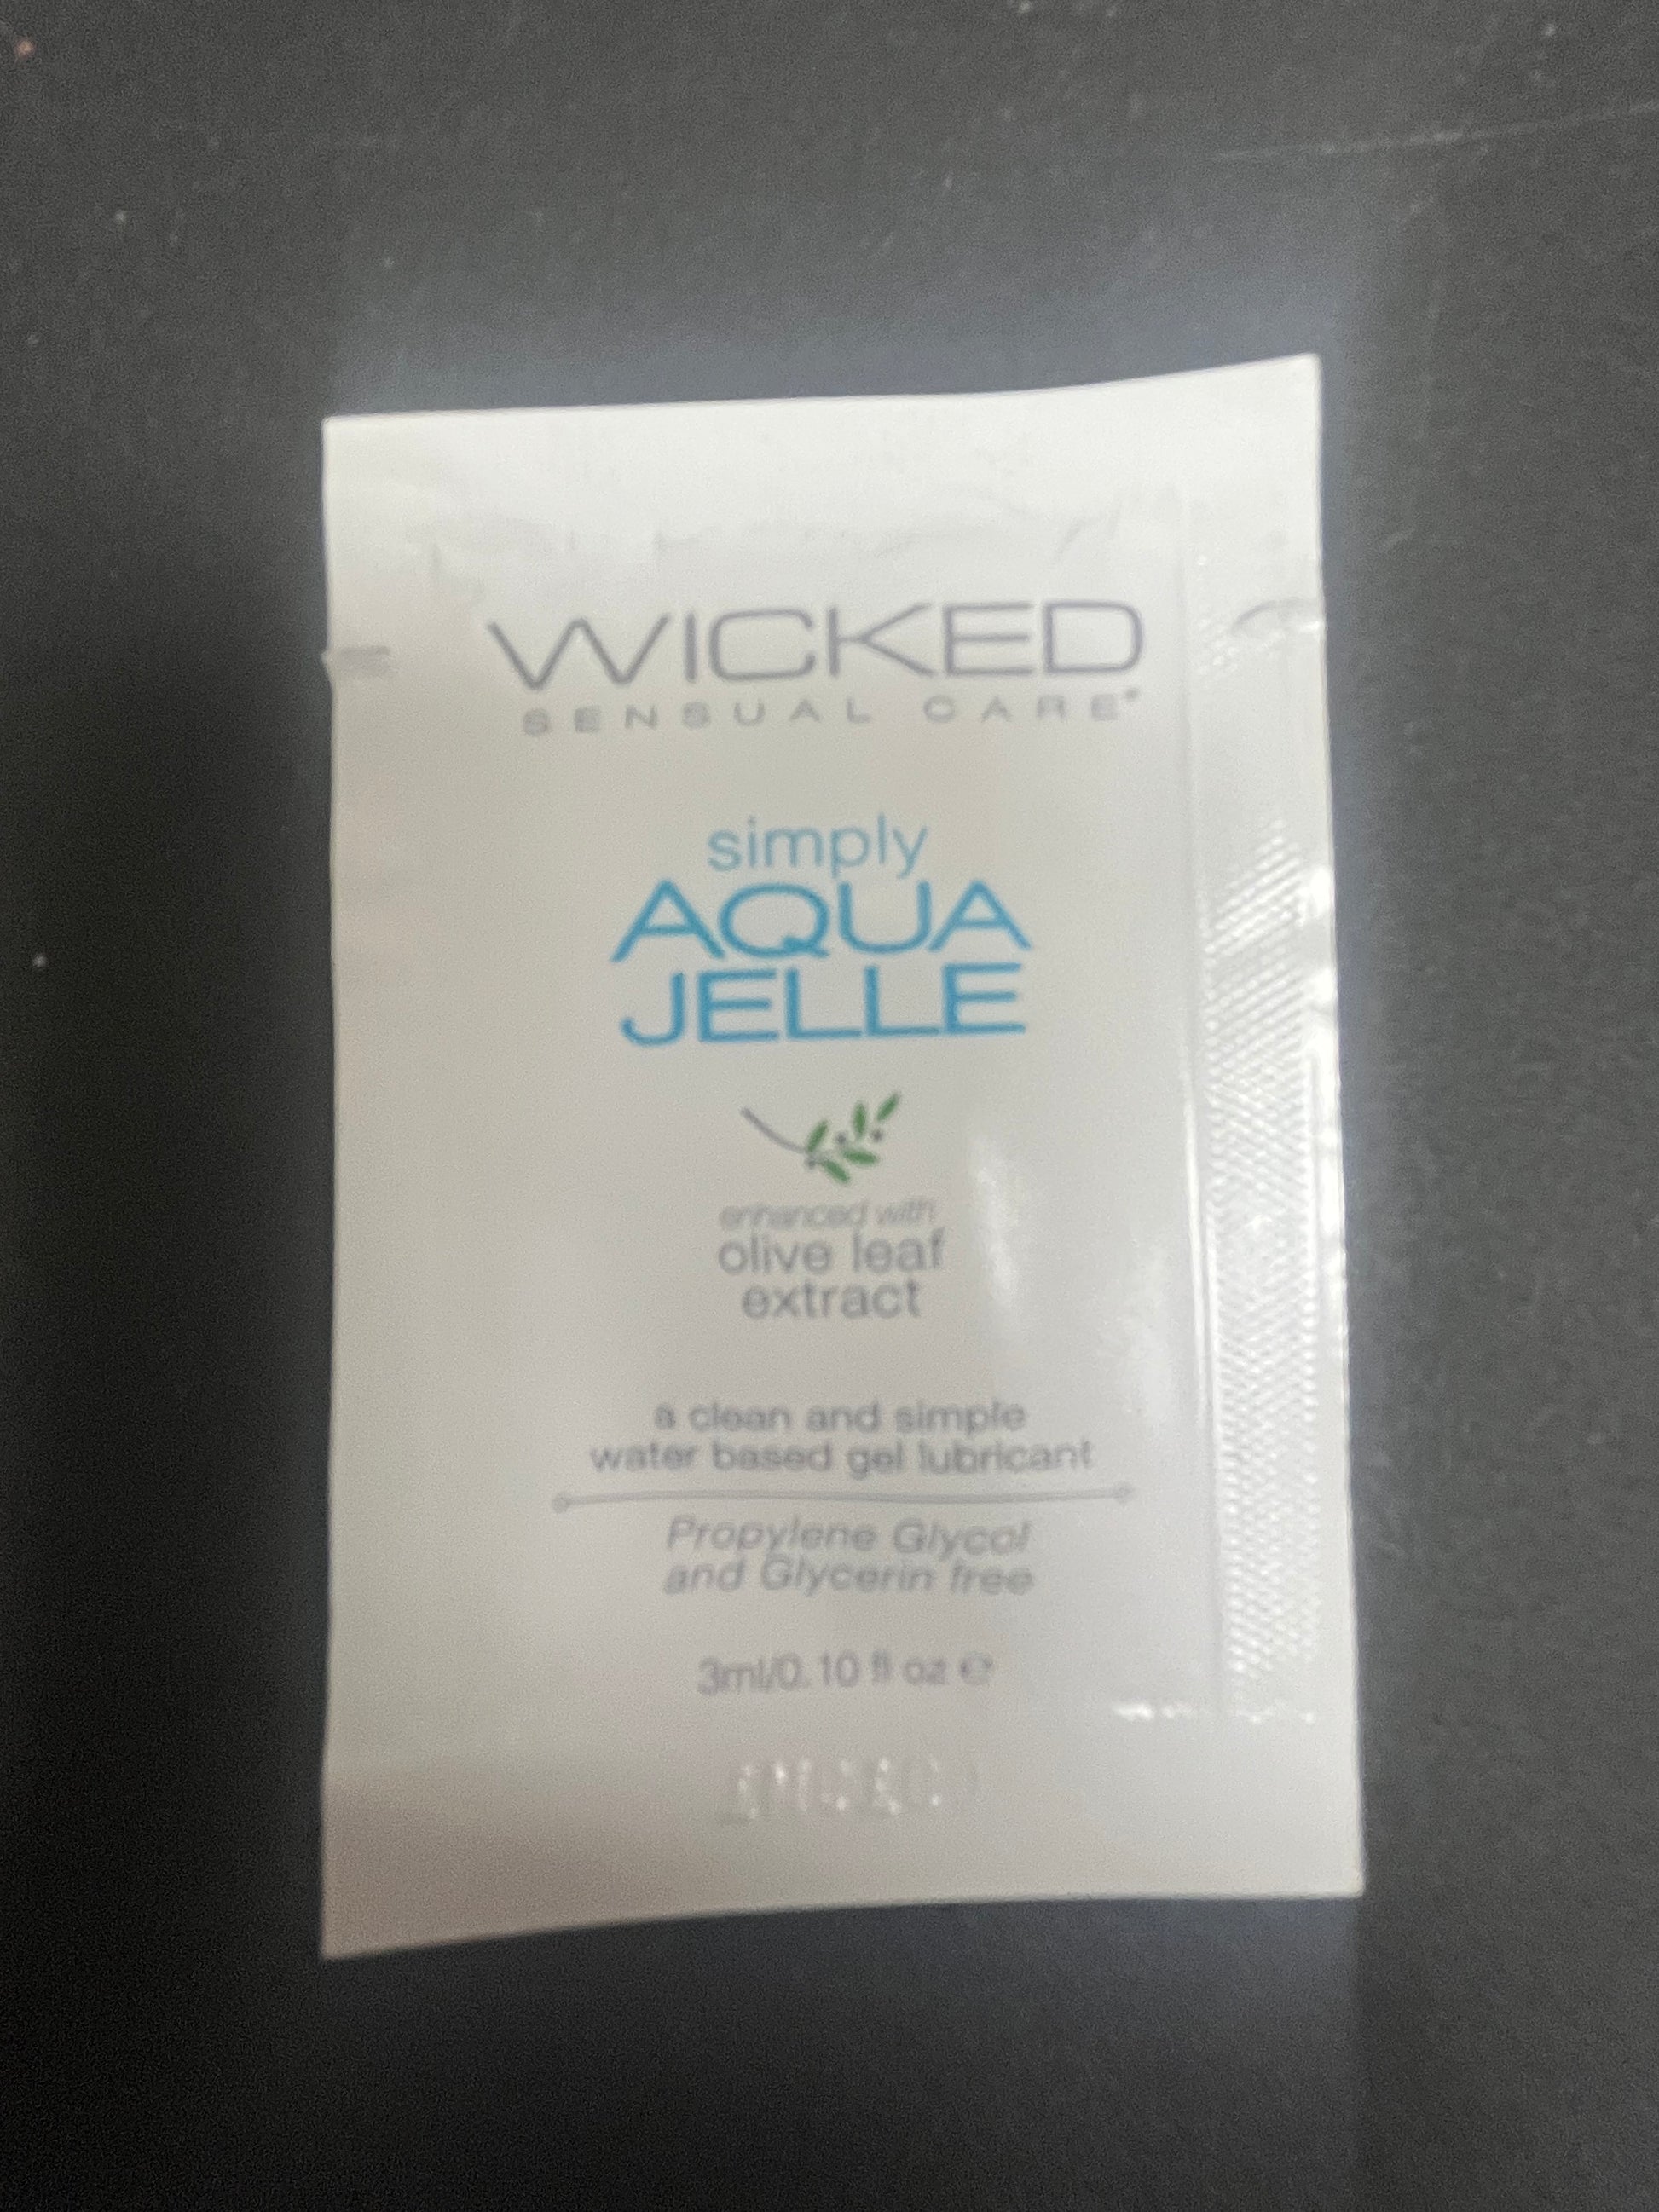 WICKED
SENSUAL CARE®
simply
AQUA
JELLE
enhanced with
olive leaf
extract
a clean and simple
water based gel lubricant
Propylene Glycol
and Glycerin free
3ml/0.10 fl oz ℮